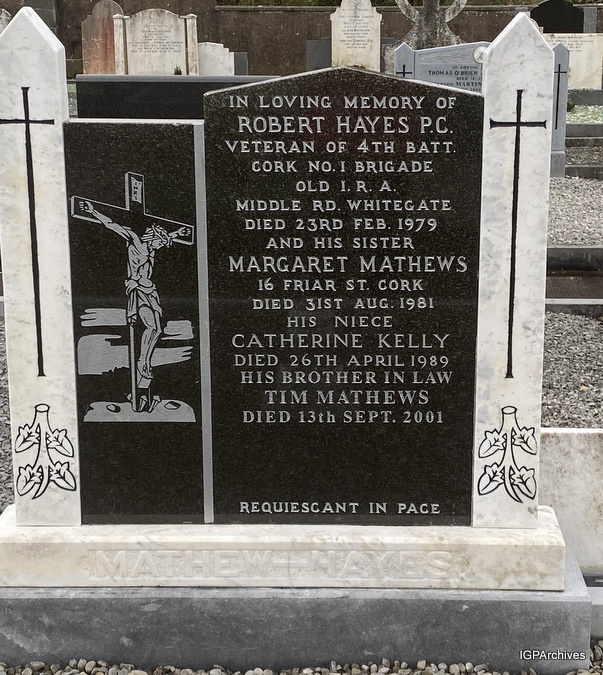 IN LOVING MEMORY OF
ROBERT HAYES P.C.
VETERAN OF 4TH BATT.
CORK NO. 1 BRIGADE
OLD I.R.A.
MIDDLE RD. WHITEGATE
DIED 23RD FEB. 1979
AND HIS SISTER
MARGARET MATHEWS
16 FRIAR ST. CORK
DIED 31ST AUG. 1981
HIS NIECE
CATHERINE KELLY
DIED 26TH APRIL 1989
HIS BROTHER IN LAW
TIM MATHEWS
DIED 13th SEPT. 2001
REQUIESCANT IN PACE
MATHEW-HAYES
THOMAS O'BRIEN
IGPArchives